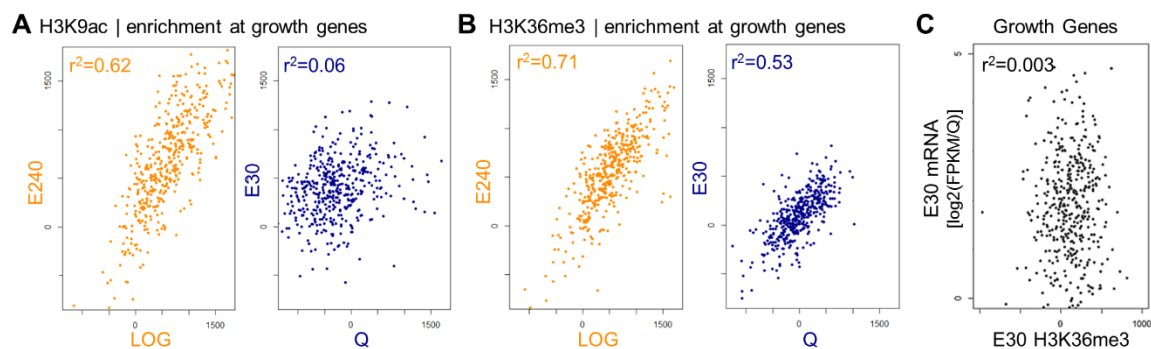 A H3K9ac | enrichment at growth genes
r²=0.62
1500
0
E240
0
1500
LOG
r²=0.06
1500
0
E30
0
1500
Q
B H3K36me3 | enrichment at growth genes
r²=0.71
1500
0
E240
0
1500
LOG
r²=0.53
1500
0
E30
0
1500
Q
C Growth Genes
r²=0.003
5
0
E30 mRNA
[log2(FPKM/Q)]
0
1000
E30 H3K36me3